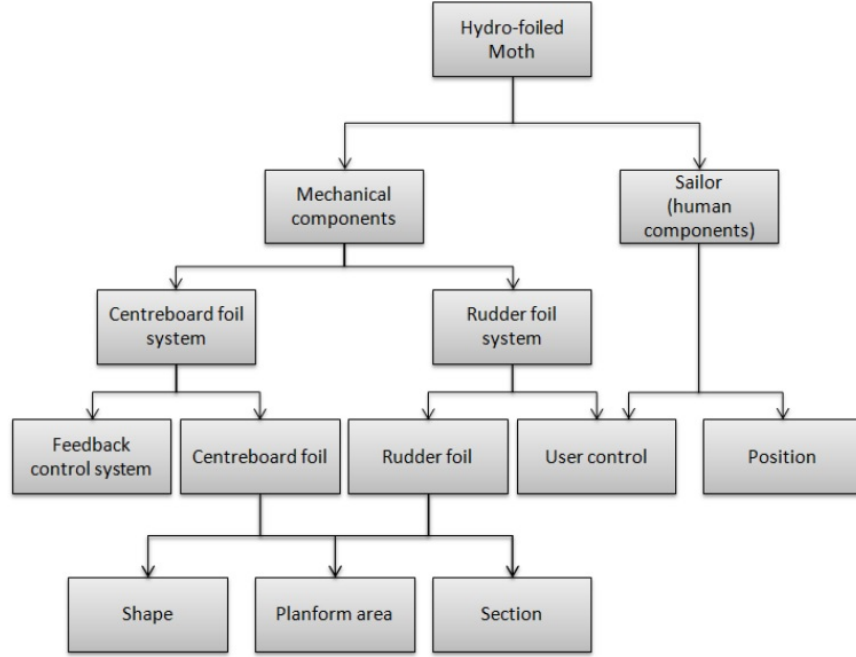 Hydro-foiled
Moth
Mechanical
components
Sailor
(human
components)
Centreboard foil
system
Rudder foil
system
Feedback
control system
Centreboard foil
Rudder foil
User control
Position
Shape
Planform area
Section